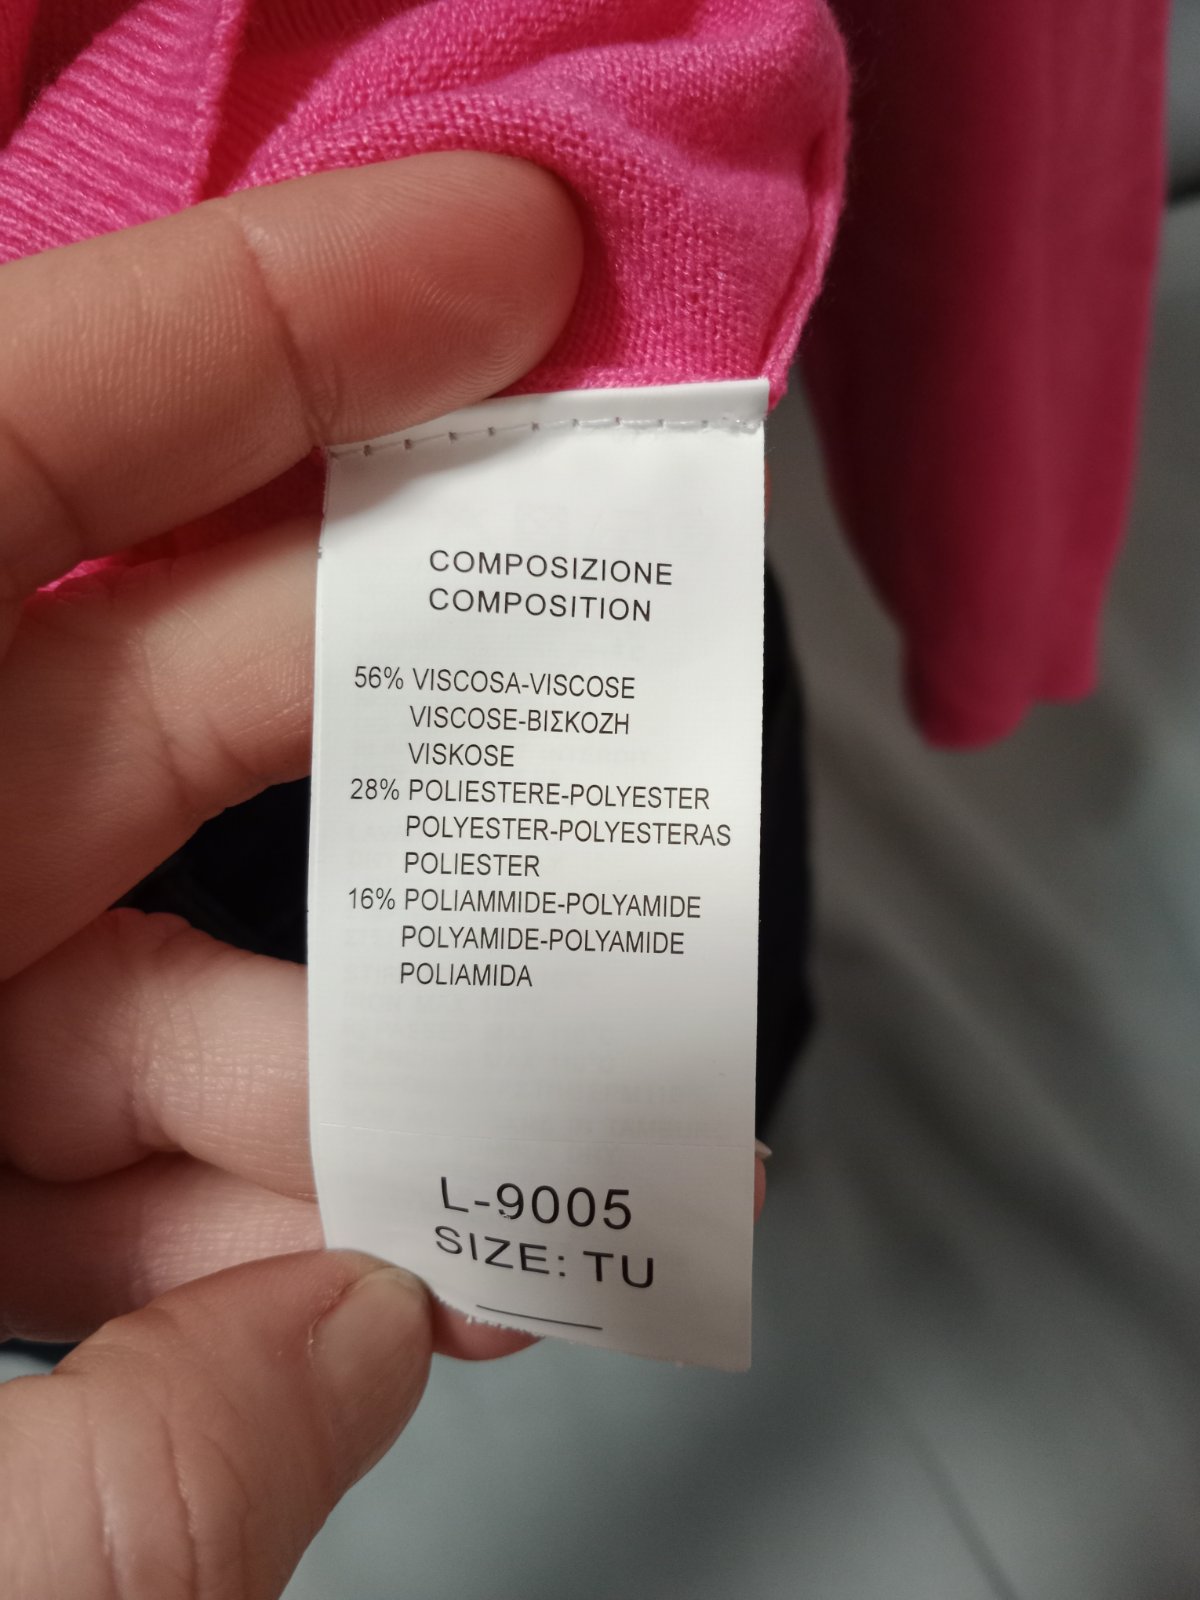 COMPOSIZIONE
COMPOSITION
56% VISCOSA-VISCOSE
VISCOSE-ΒΙΣΚΟΖΗ
VISKOSE
28% POLIESTERE-POLYESTER
POLYESTER-POLYESTERAS
POLIESTER
16% POLIAMMIDE-POLYAMIDE
POLYAMIDE-POLYAMIDE
POLIAMIDA
L-9005
SIZE: TU